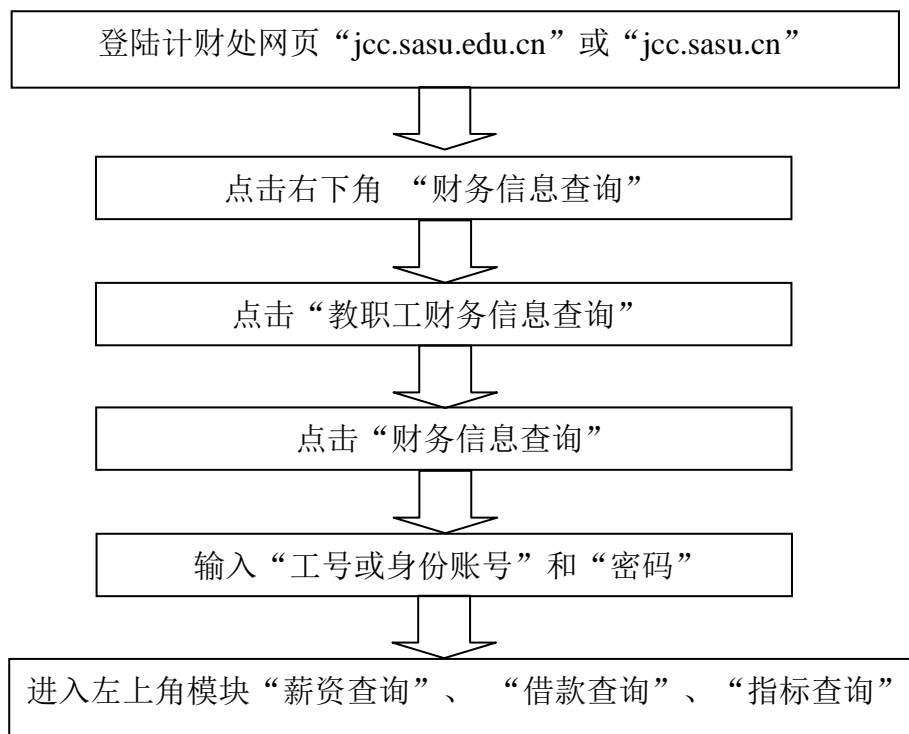 登陆计财处网页“jcc.sasu.edu.cn”或“jcc.sasu.cn”
点击右下角 “财务信息查询”
点击“教职工财务信息查询”
点击“财务信息查询”
输入“工号或身份账号”和“密码”
进入左上角模块“薪资查询”、 “借款查询”、“指标查询”